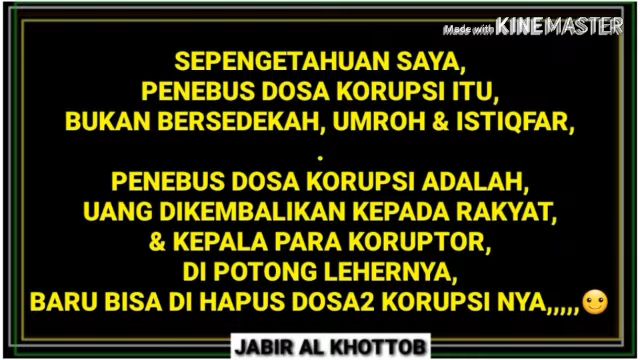 Made with KINEMASTER
SEPENGETAHUAN SAYA,
PENEBUS DOSA KORUPSI ITU,
BUKAN BERSEDEKAH, UMROH & ISTIQFAR,
.
PENEBUS DOSA KORUPSI ADALAH,
UANG DIKEMBALIKAN KEPADA RAKYAT,
& KEPALA PARA KORUPTOR,
DI POTONG LEHERNYA,
BARU BISA DI HAPUS DOSA2 KORUPSI NYA,,,,,🙂
JABIR AL KHOTTOB